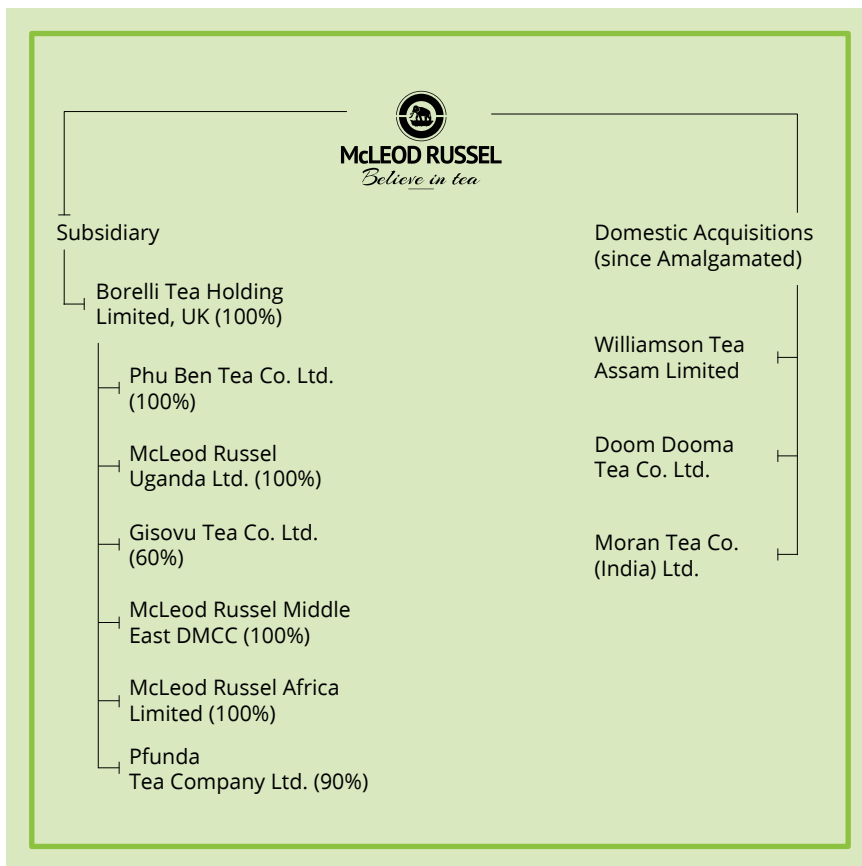 McLEOD RUSSEL
Believe in tea
Subsidiary
Borelli Tea Holding
Limited, UK (100%)
Phu Ben Tea Co. Ltd.
(100%)
McLeod Russel
Uganda Ltd. (100%)
Gisovu Tea Co. Ltd.
(60%)
McLeod Russel Middle
East DMCC (100%)
McLeod Russel Africa
Limited (100%)
Pfunda
Tea Company Ltd. (90%)
Domestic Acquisitions
(since Amalgamated)
Williamson Tea
Assam Limited
Doom Dooma
Tea Co. Ltd.
Moran Tea Co.
(India) Ltd.